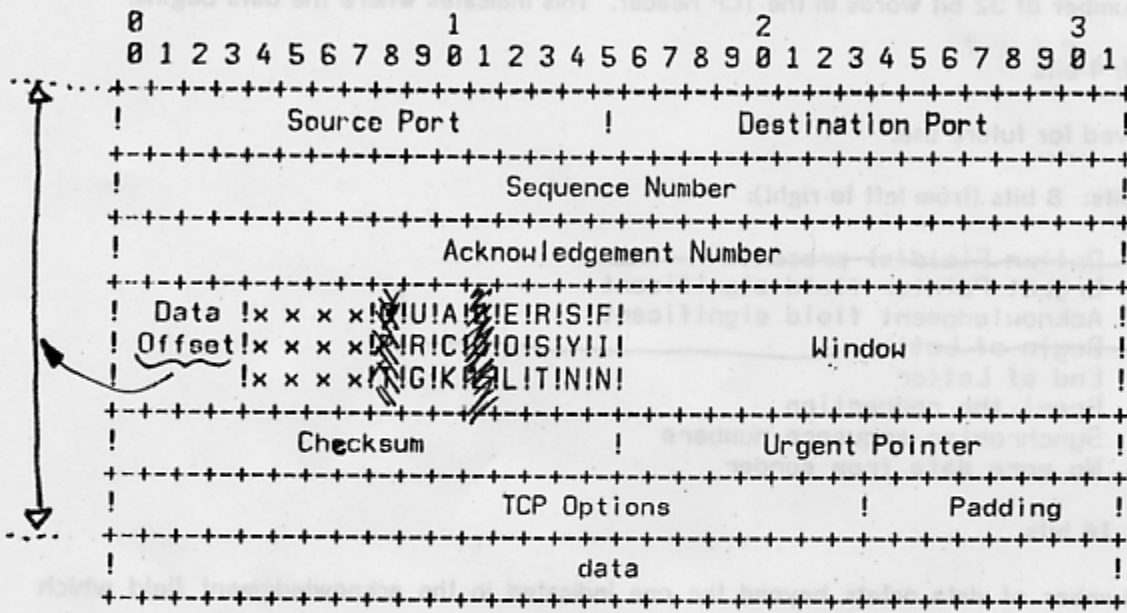 0 1 2 3
0 1 2 3 4 5 6 7 8 9 0 1 2 3 4 5 6 7 8 9 0 1 2 3 4 5 6 7 8 9 0 1
! Source Port ! Destination Port !
! Sequence Number !
! Acknowledgement Number !
! Data !x x x x! !U!A! !E!R!S!F! !
! Offset!x x x x! !R!C! !O!S!Y!I! Window !
! !x x x x! !G!K! !L!T!N!N! !
! Checksum ! Urgent Pointer !
! TCP Options ! Padding !
! data !